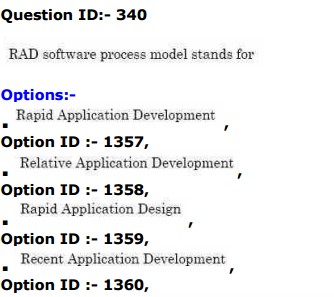 Question ID:- 340
RAD software process model stands for
Options:-
▪ Rapid Application Development ,
Option ID :- 1357,
▪ Relative Application Development ,
Option ID :- 1358,
▪ Rapid Application Design ,
Option ID :- 1359,
▪ Recent Application Development ,
Option ID :- 1360,